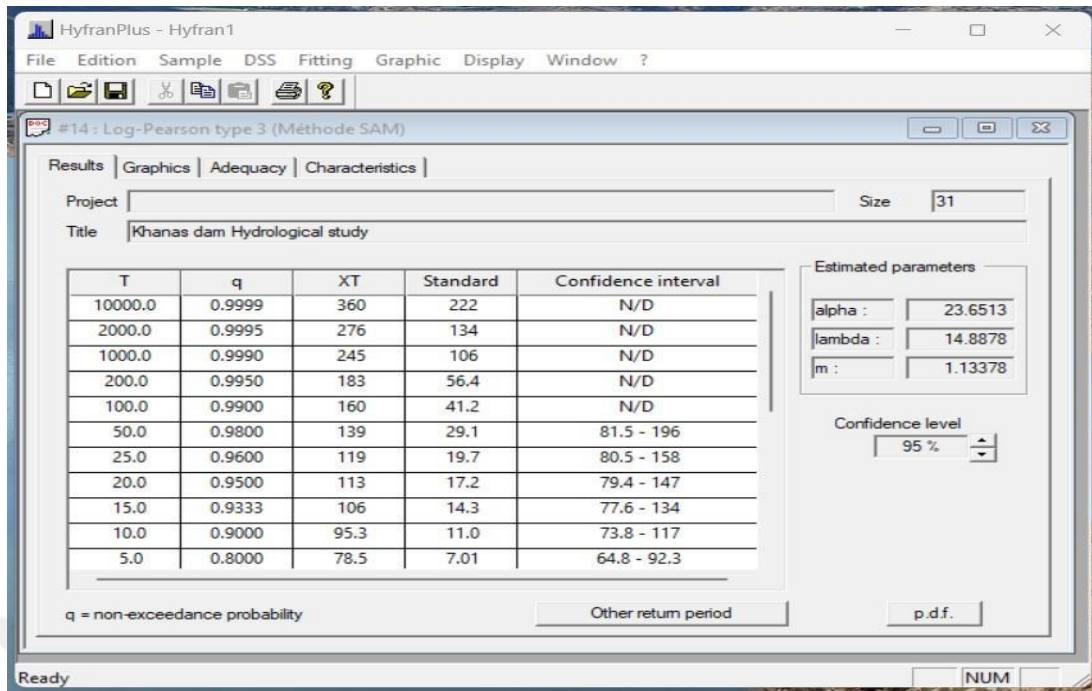 HyfranPlus - Hyfran1
File Edition Sample DSS Fitting Graphic Display Window ?
#14 : Log-Pearson type 3 (Méthode SAM)
Results Graphics Adequacy Characteristics
Project Size 31
Title Khanas dam Hydrological study
T q XT Standard Confidence interval
10000.0 0.9999 360 222 N/D
2000.0 0.9995 276 134 N/D
1000.0 0.9990 245 106 N/D
200.0 0.9950 183 56.4 N/D
100.0 0.9900 160 41.2 N/D
50.0 0.9800 139 29.1 81.5 - 196
25.0 0.9600 119 19.7 80.5 - 158
20.0 0.9500 113 17.2 79.4 - 147
15.0 0.9333 106 14.3 77.6 - 134
10.0 0.9000 95.3 11.0 73.8 - 117
5.0 0.8000 78.5 7.01 64.8 - 92.3
Estimated parameters
alpha : 23.6513
lambda : 14.8878
m : 1.13378
Confidence level
95 %
q = non-exceedance probability Other return period p.d.f.
Ready NUM